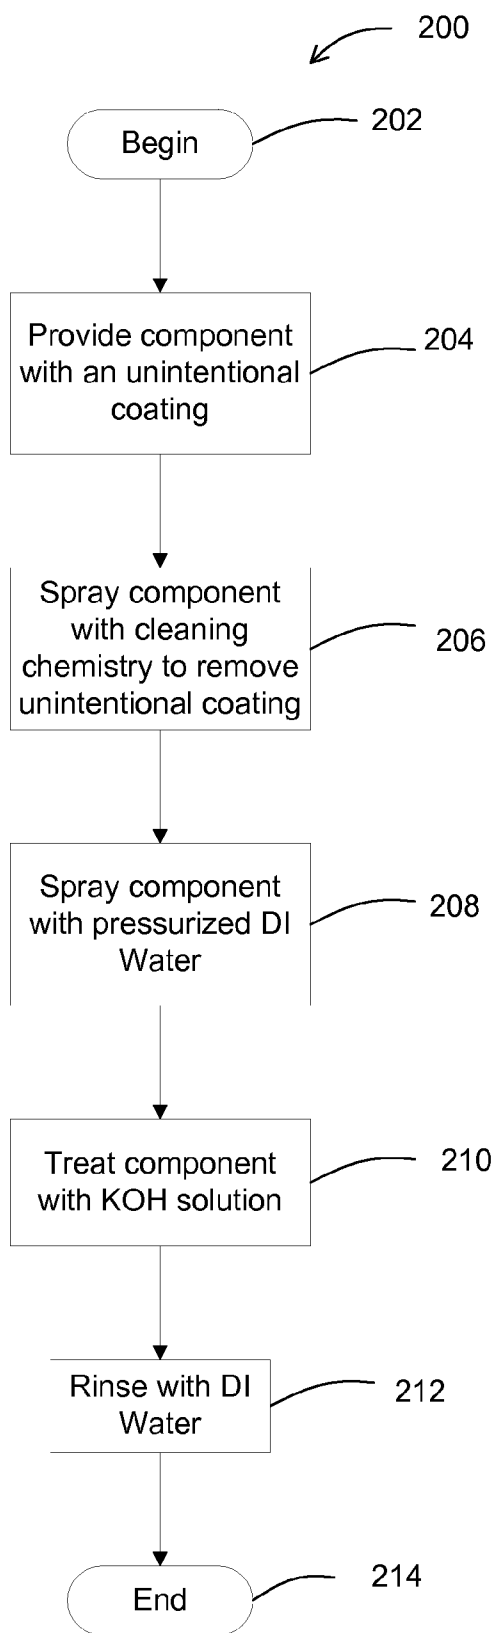 200
Begin
202
Provide component
with an unintentional
coating
204
Spray component
with cleaning
chemistry to remove
unintentional coating
206
Spray component
with pressurized DI
Water
208
Treat component
with KOH solution
210
Rinse with DI
Water
212
End
214